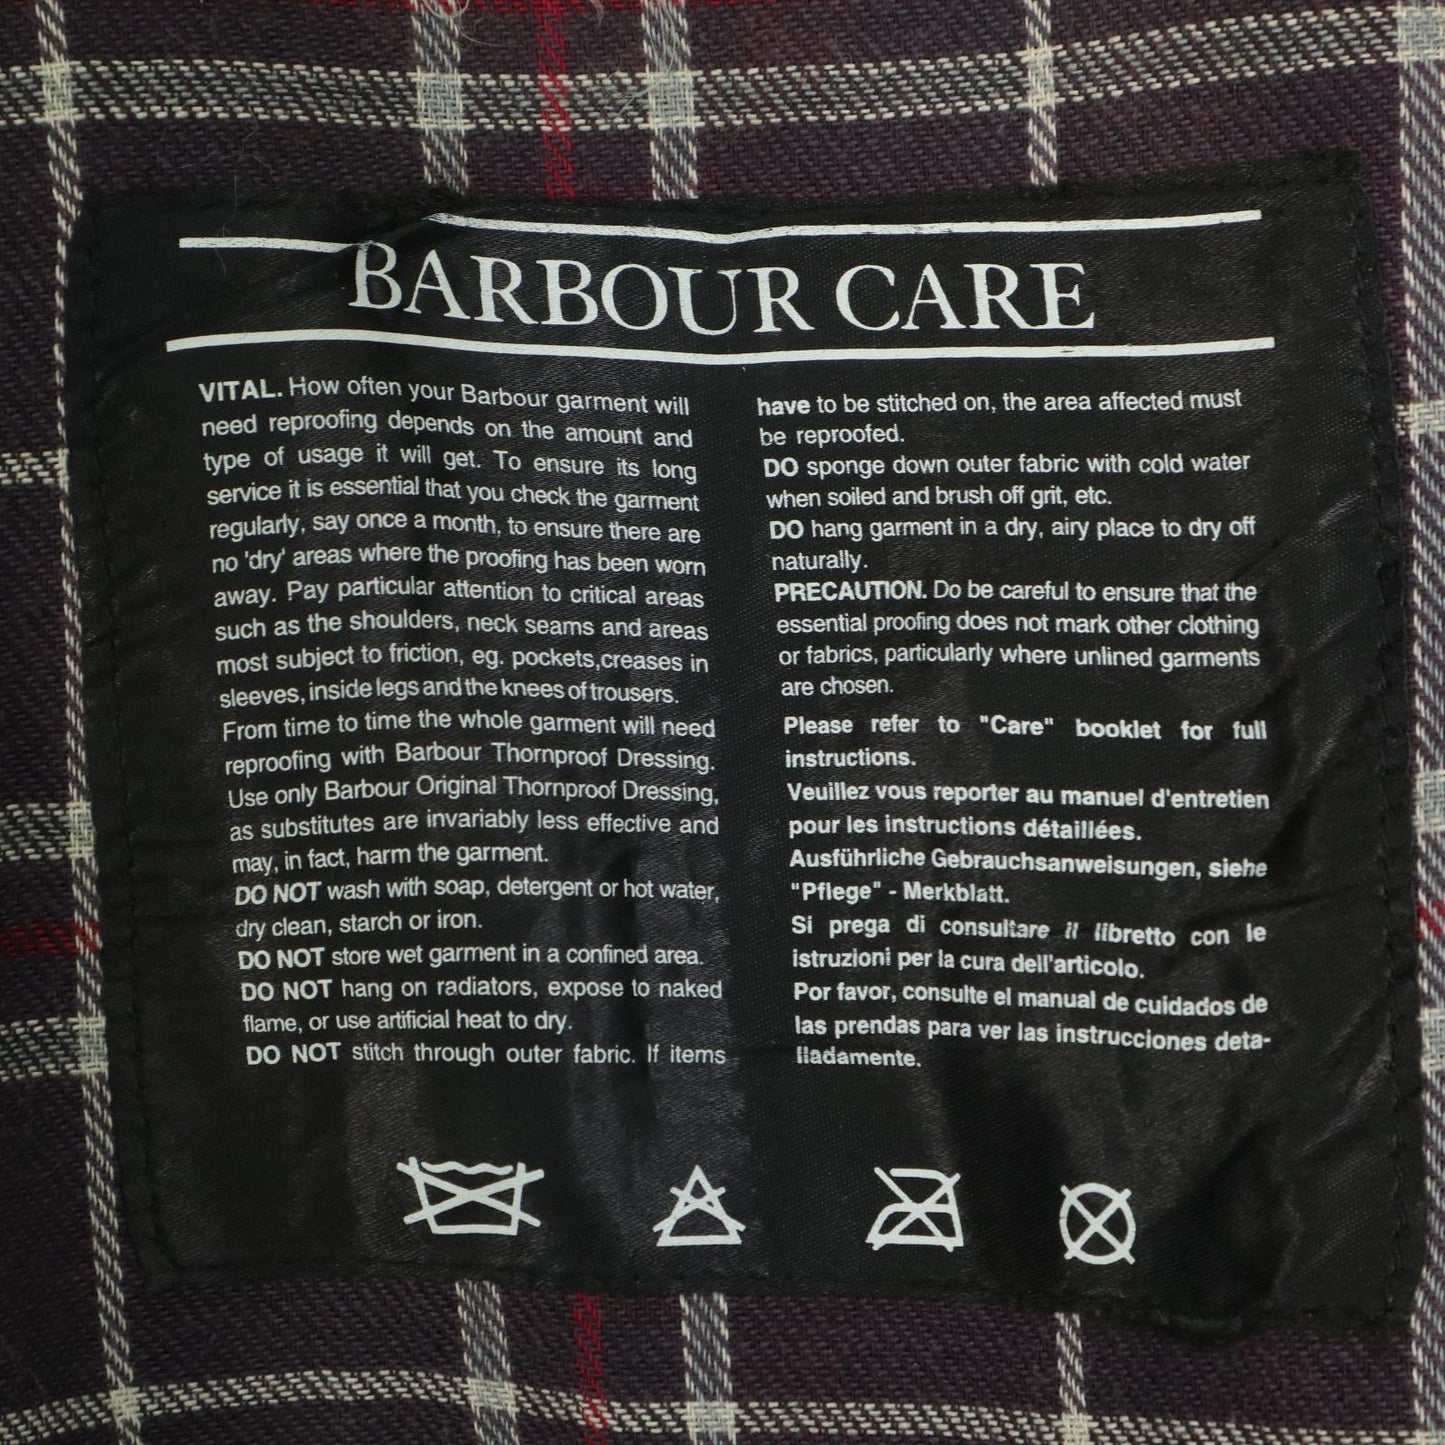 BARBOUR CARE
VITAL. How often your Barbour garment will
need reproofing depends on the amount and
type of usage it will get. To ensure its long
service it is essential that you check the garment
regularly, say once a month, to ensure there are
no 'dry' areas where the proofing has been worn
away. Pay particular attention to critical areas
such as the shoulders, neck seams and areas
most subject to friction, eg. pockets,creases in
sleeves, inside legs and the knees of trousers.
From time to time the whole garment will need
reproofing with Barbour Thornproof Dressing.
Use only Barbour Original Thornproof Dressing,
as substitutes are invariably less effective and
may, in fact, harm the garment.
DO NOT wash with soap, detergent or hot water,
dry clean, starch or iron.
DO NOT store wet garment in a confined area.
DO NOT hang on radiators, expose to naked
flame, or use artificial heat to dry.
DO NOT stitch through outer fabric. If items
have to be stitched on, the area affected must
be reproofed.
DO sponge down outer fabric with cold water
when soiled and brush off grit, etc.
DO hang garment in a dry, airy place to dry off
naturally.
PRECAUTION. Do be careful to ensure that the
essential proofing does not mark other clothing
or fabrics, particularly where unlined garments
are chosen.
Please refer to "Care" booklet for full
instructions.
Veuillez vous reporter au manuel d'entretien
pour les instructions détaillées.
Ausführliche Gebrauchsanweisungen, siehe
"Pflege" - Merkblatt.
Si prega di consultare il libretto con le
istruzioni per la cura dell'articolo.
Por favor, consulte el manual de cuidados de
las prendas para ver las instrucciones deta-
lladamente.